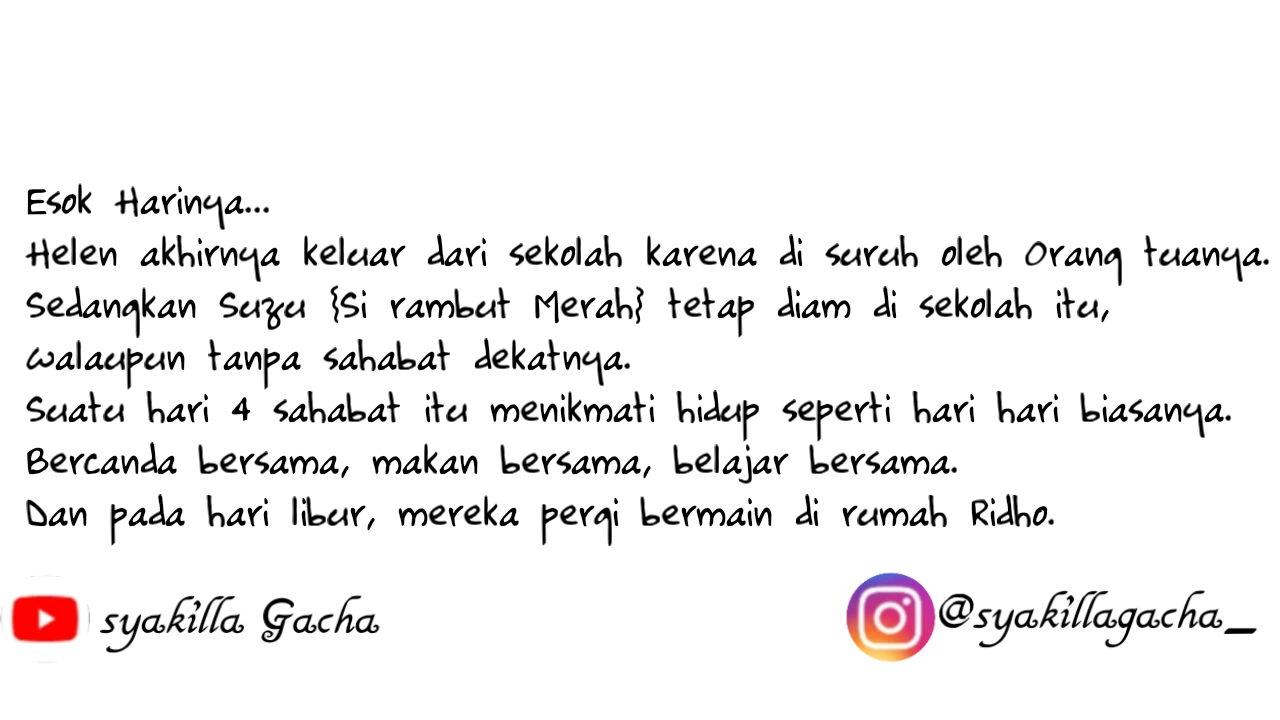 Esok Harinya...
Helen akhirnya keluar dari sekolah karena di suruh oleh Orang tuanya.
Sedangkan Suzu {Si rambut Merah} tetap diam di sekolah itu,
walaupun tanpa sahabat dekatnya.
Suatu hari 4 sahabat itu menikmati hidup seperti hari hari biasanya.
Bercanda bersama, makan bersama, belajar bersama.
Dan pada hari libur, mereka pergi bermain di rumah Ridho.
syakilla Gacha
@syakillagacha_